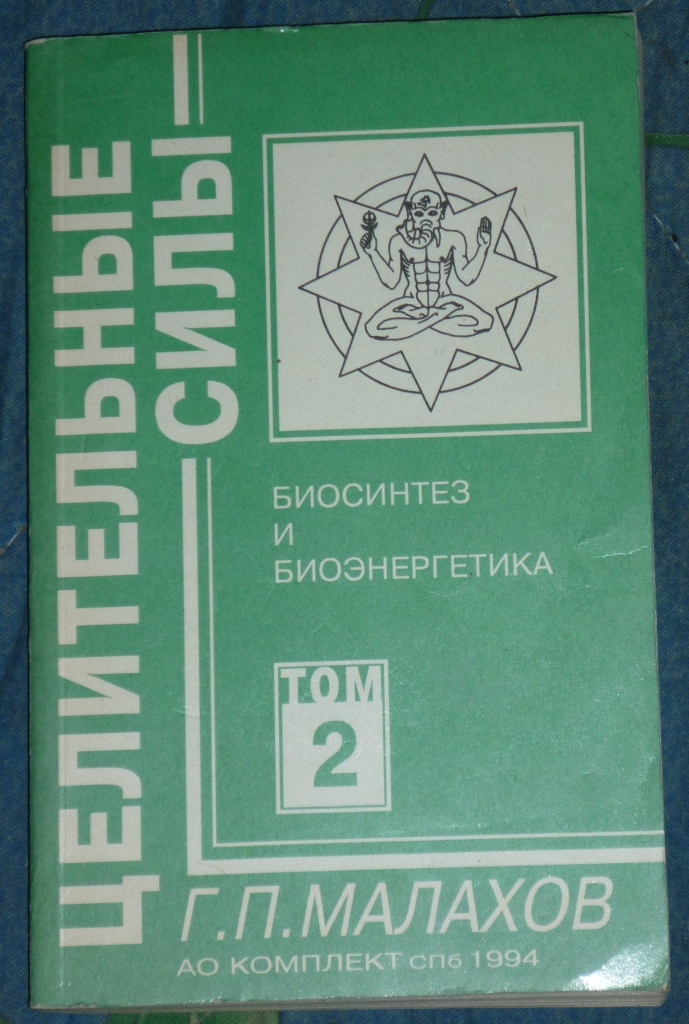 ЦЕЛИТЕЛЬНЫЕ
СИЛЫ
БИОСИНТЕЗ
И
БИОЭНЕРГЕТИКА
ТОМ
2
Г.П.МАЛАХОВ
АО КОМПЛЕКТ спб 1994